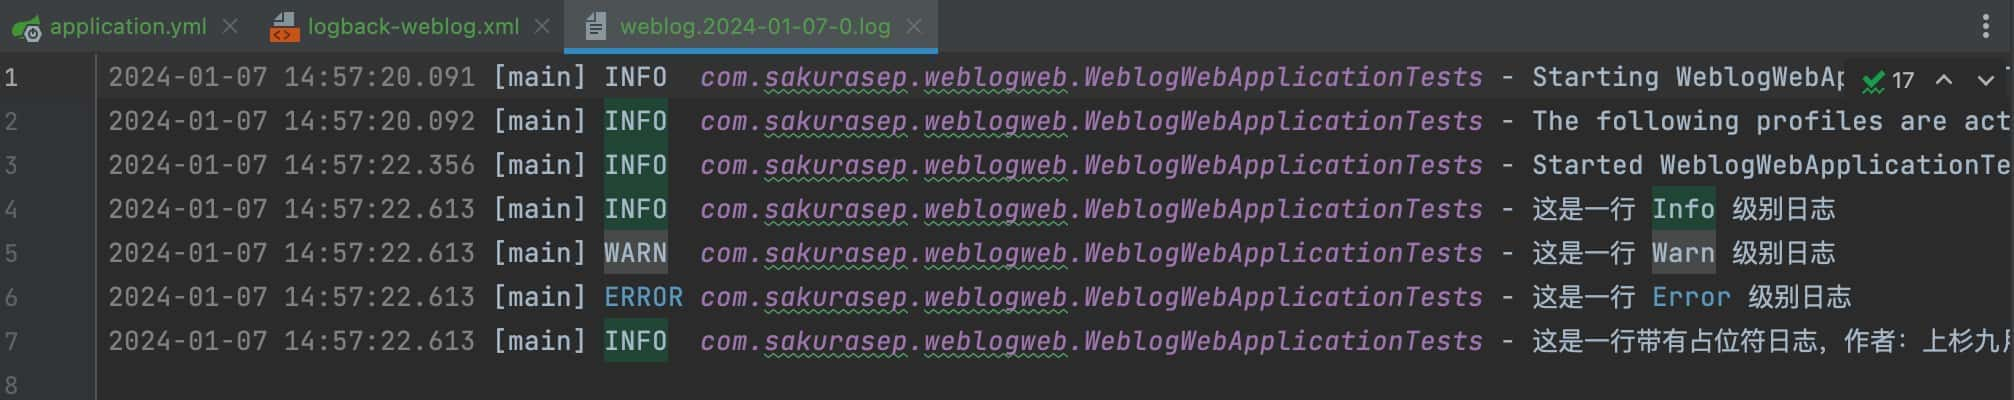 application.yml logback-weblog.xml weblog.2024-01-07-0.log
1 2024-01-07 14:57:20.091 [main] INFO com.sakurasep.weblogweb.WeblogWebApplicationTests - Starting 17
2 2024-01-07 14:57:20.092 [main] INFO com.sakurasep.weblogweb.WeblogWebApplicationTests - The following profiles are
3 2024-01-07 14:57:22.356 [main] INFO com.sakurasep.weblogweb.WeblogWebApplicationTests - Started
4 2024-01-07 14:57:22.613 [main] INFO com.sakurasep.weblogweb.WeblogWebApplicationTests - 这是一行 Info 级别日志
5 2024-01-07 14:57:22.613 [main] WARN com.sakurasep.weblogweb.WeblogWebApplicationTests - 这是一行 Warn 级别日志
6 2024-01-07 14:57:22.613 [main] ERROR com.sakurasep.weblogweb.WeblogWebApplicationTests - 这是一行 Error 级别日志
7 2024-01-07 14:57:22.613 [main] INFO com.sakurasep.weblogweb.WeblogWebApplicationTests - 这是一行带有占位符日志，作者：上杉九
8